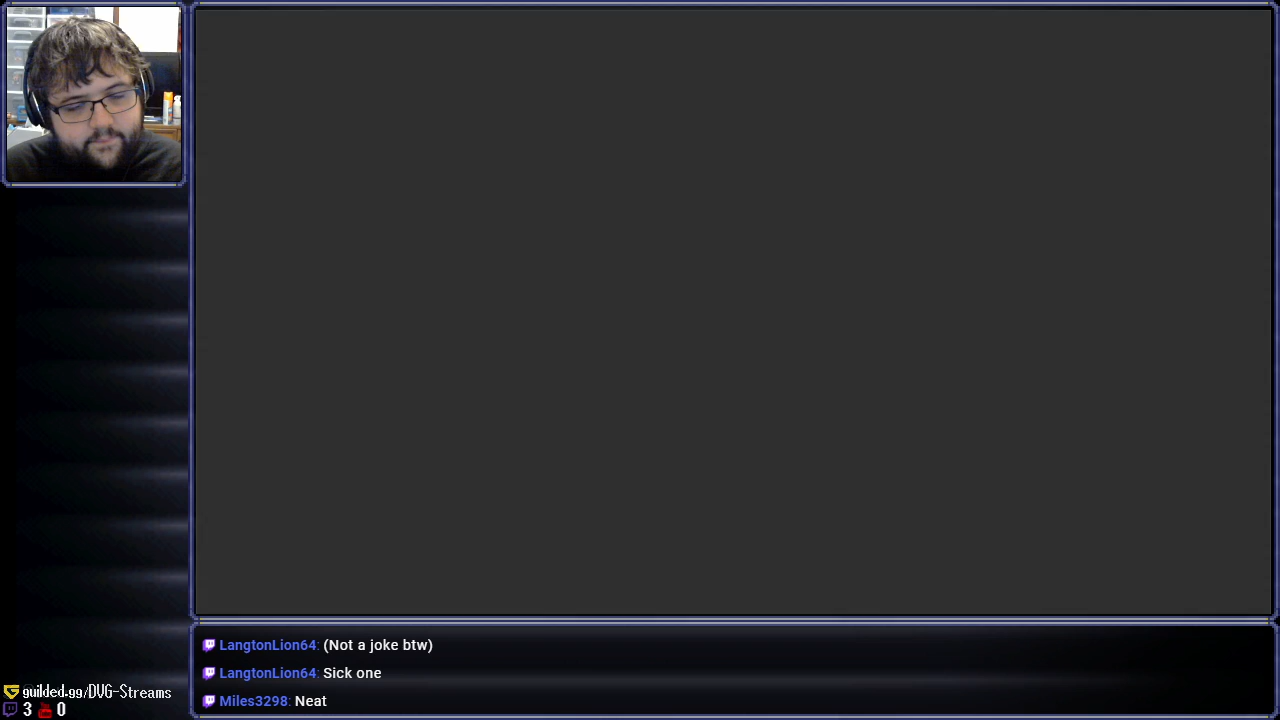 LangtonLion64: (Not a joke btw)
LangtonLion64: Sick one
Miles3298: Neat
guilded.gg/DVG-Streams
3 0